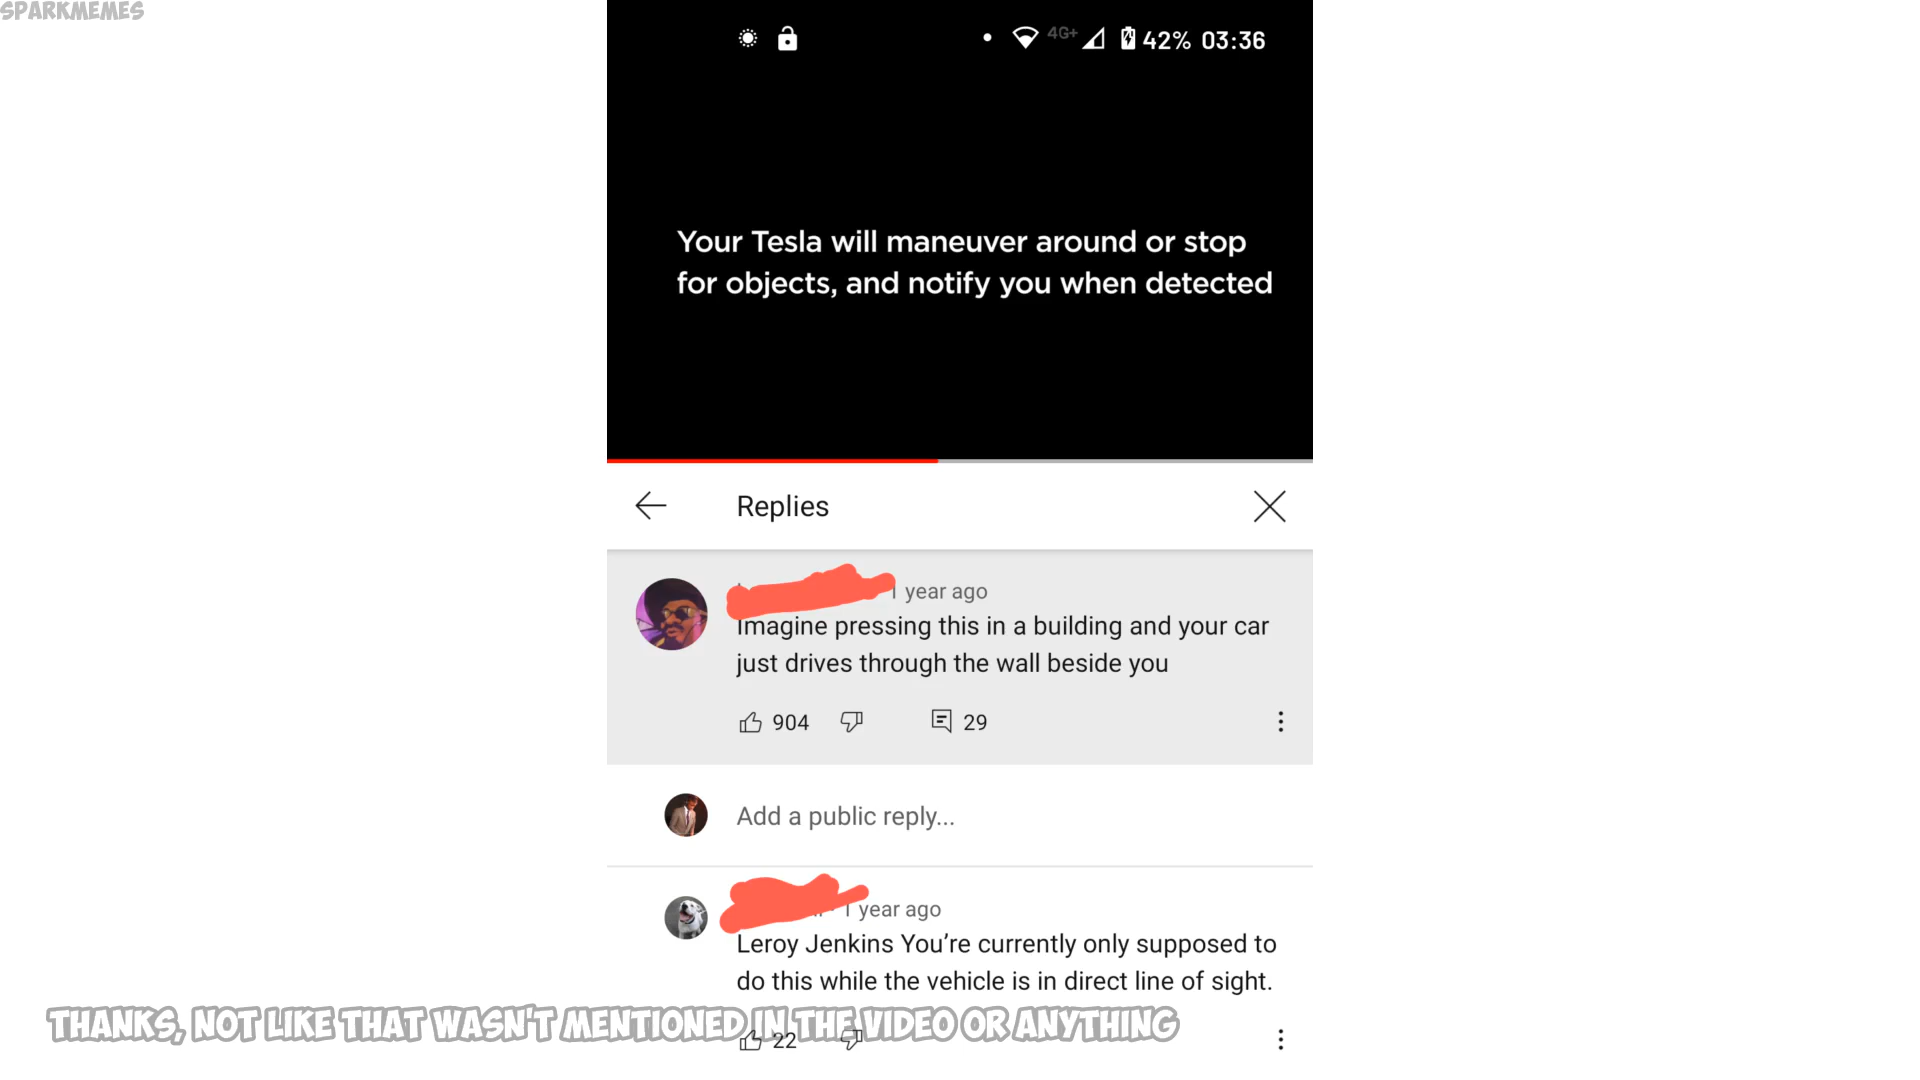 SPARKMEMES
4G+ 42% 03:36
Your Tesla will maneuver around or stop
for objects, and notify you when detected
Replies
1 year ago
Imagine pressing this in a building and your car
just drives through the wall beside you
904 29
Add a public reply...
1 year ago
Leroy Jenkins You’re currently only supposed to
do this while the vehicle is in direct line of sight.
THANKS, NOT LIKE THAT WASN'T MENTIONED IN THE VIDEO OR ANYTHING
22